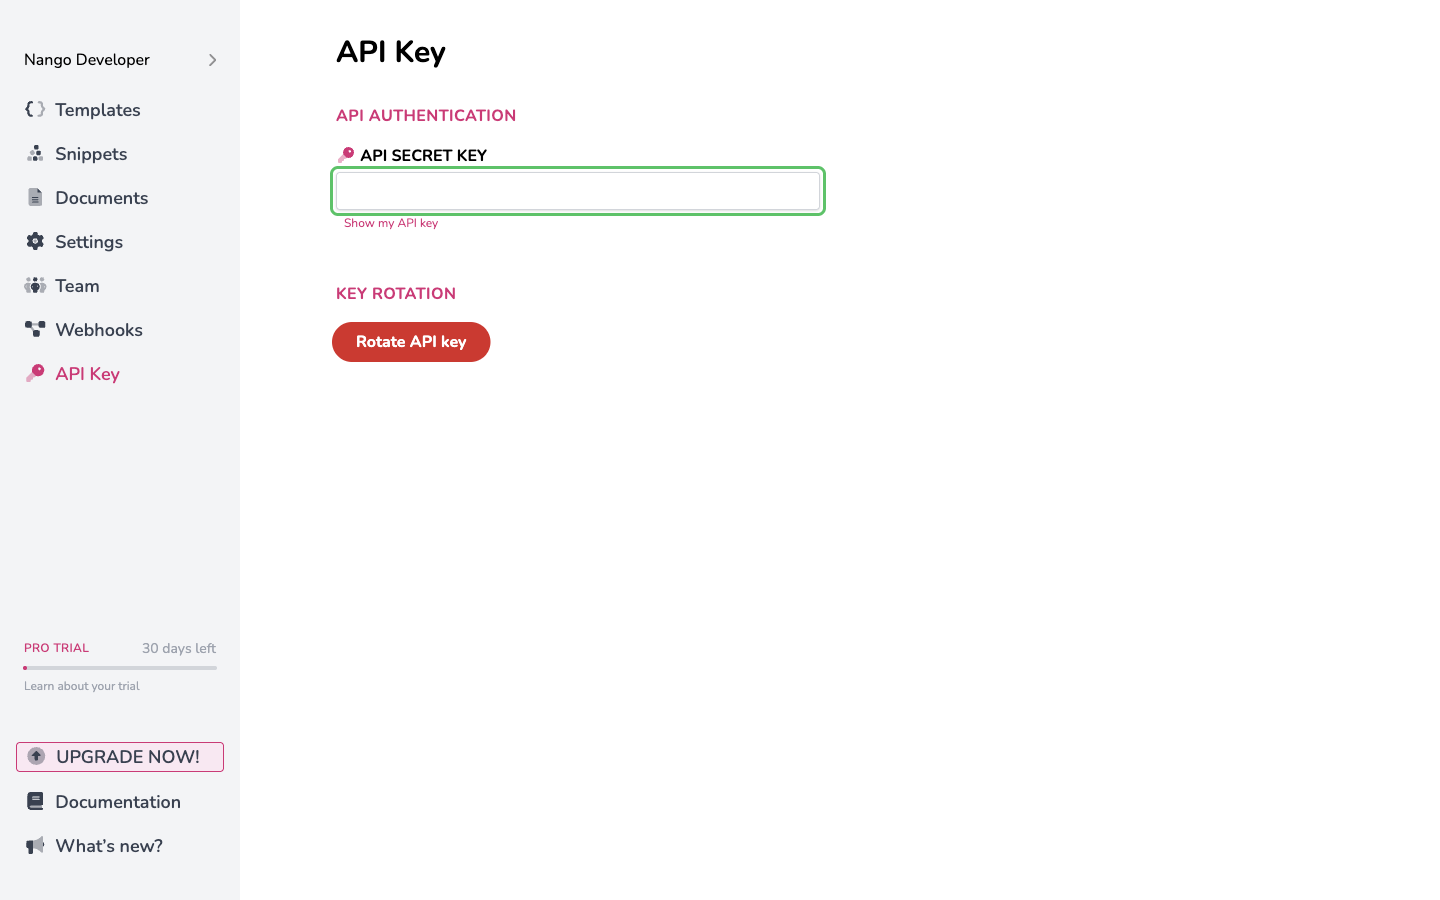 Nango Developer
Templates
Snippets
Documents
Settings
Team
Webhooks
API Key
PRO TRIAL
30 days left
Learn about your trial
UPGRADE NOW!
Documentation
What's new?
API Key
API AUTHENTICATION
API SECRET KEY
Show my API key
KEY ROTATION
Rotate API key